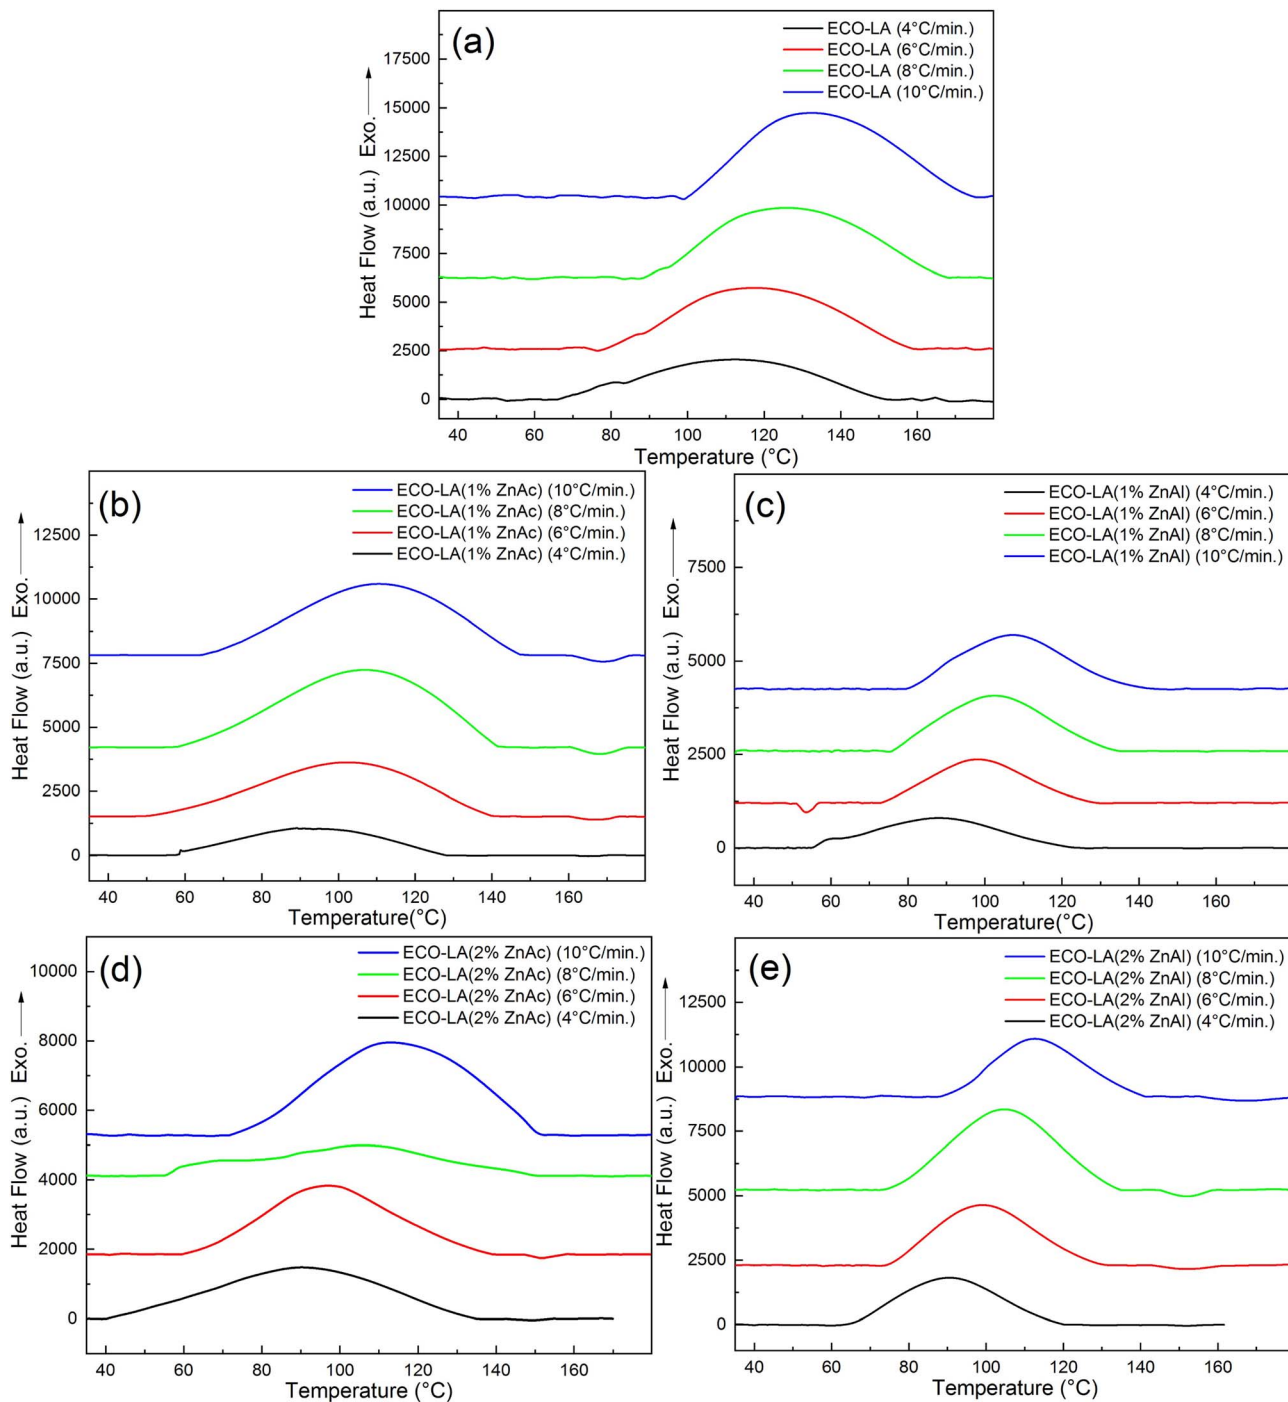 (a)
ECO-LA (4°C/min.)
ECO-LA (6°C/min.)
ECO-LA (8°C/min.)
ECO-LA (10°C/min.)
Heat Flow (a.u.) Exo.
17500
15000
12500
10000
7500
5000
2500
0
40 60 80 100 120 140 160
Temperature (°C)
(b)
ECO-LA(1% ZnAc) (10°C/min.)
ECO-LA(1% ZnAc) (8°C/min.)
ECO-LA(1% ZnAc) (6°C/min.)
ECO-LA(1% ZnAc) (4°C/min.)
Heat Flow (a.u.) Exo.
12500
10000
7500
5000
2500
0
40 60 80 100 120 140 160
Temperature(°C)
(c)
ECO-LA(1% ZnAl) (4°C/min.)
ECO-LA(1% ZnAl) (6°C/min.)
ECO-LA(1% ZnAl) (8°C/min.)
ECO-LA(1% ZnAl) (10°C/min.)
Heat Flow (a.u.) Exo.
7500
5000
2500
0
40 60 80 100 120 140 160
Temperature (°C)
(d)
ECO-LA(2% ZnAc) (10°C/min.)
ECO-LA(2% ZnAc) (8°C/min.)
ECO-LA(2% ZnAc) (6°C/min.)
ECO-LA(2% ZnAc) (4°C/min.)
Heat Flow (a.u.) Exo.
10000
8000
6000
4000
2000
0
40 60 80 100 120 140 160
Temperature (°C)
(e)
ECO-LA(2% ZnAl) (10°C/min.)
ECO-LA(2% ZnAl) (8°C/min.)
ECO-LA(2% ZnAl) (6°C/min.)
ECO-LA(2% ZnAl) (4°C/min.)
Heat Flow (a.u.) Exo.
12500
10000
7500
5000
2500
0
40 60 80 100 120 140 160
Temperature (°C)